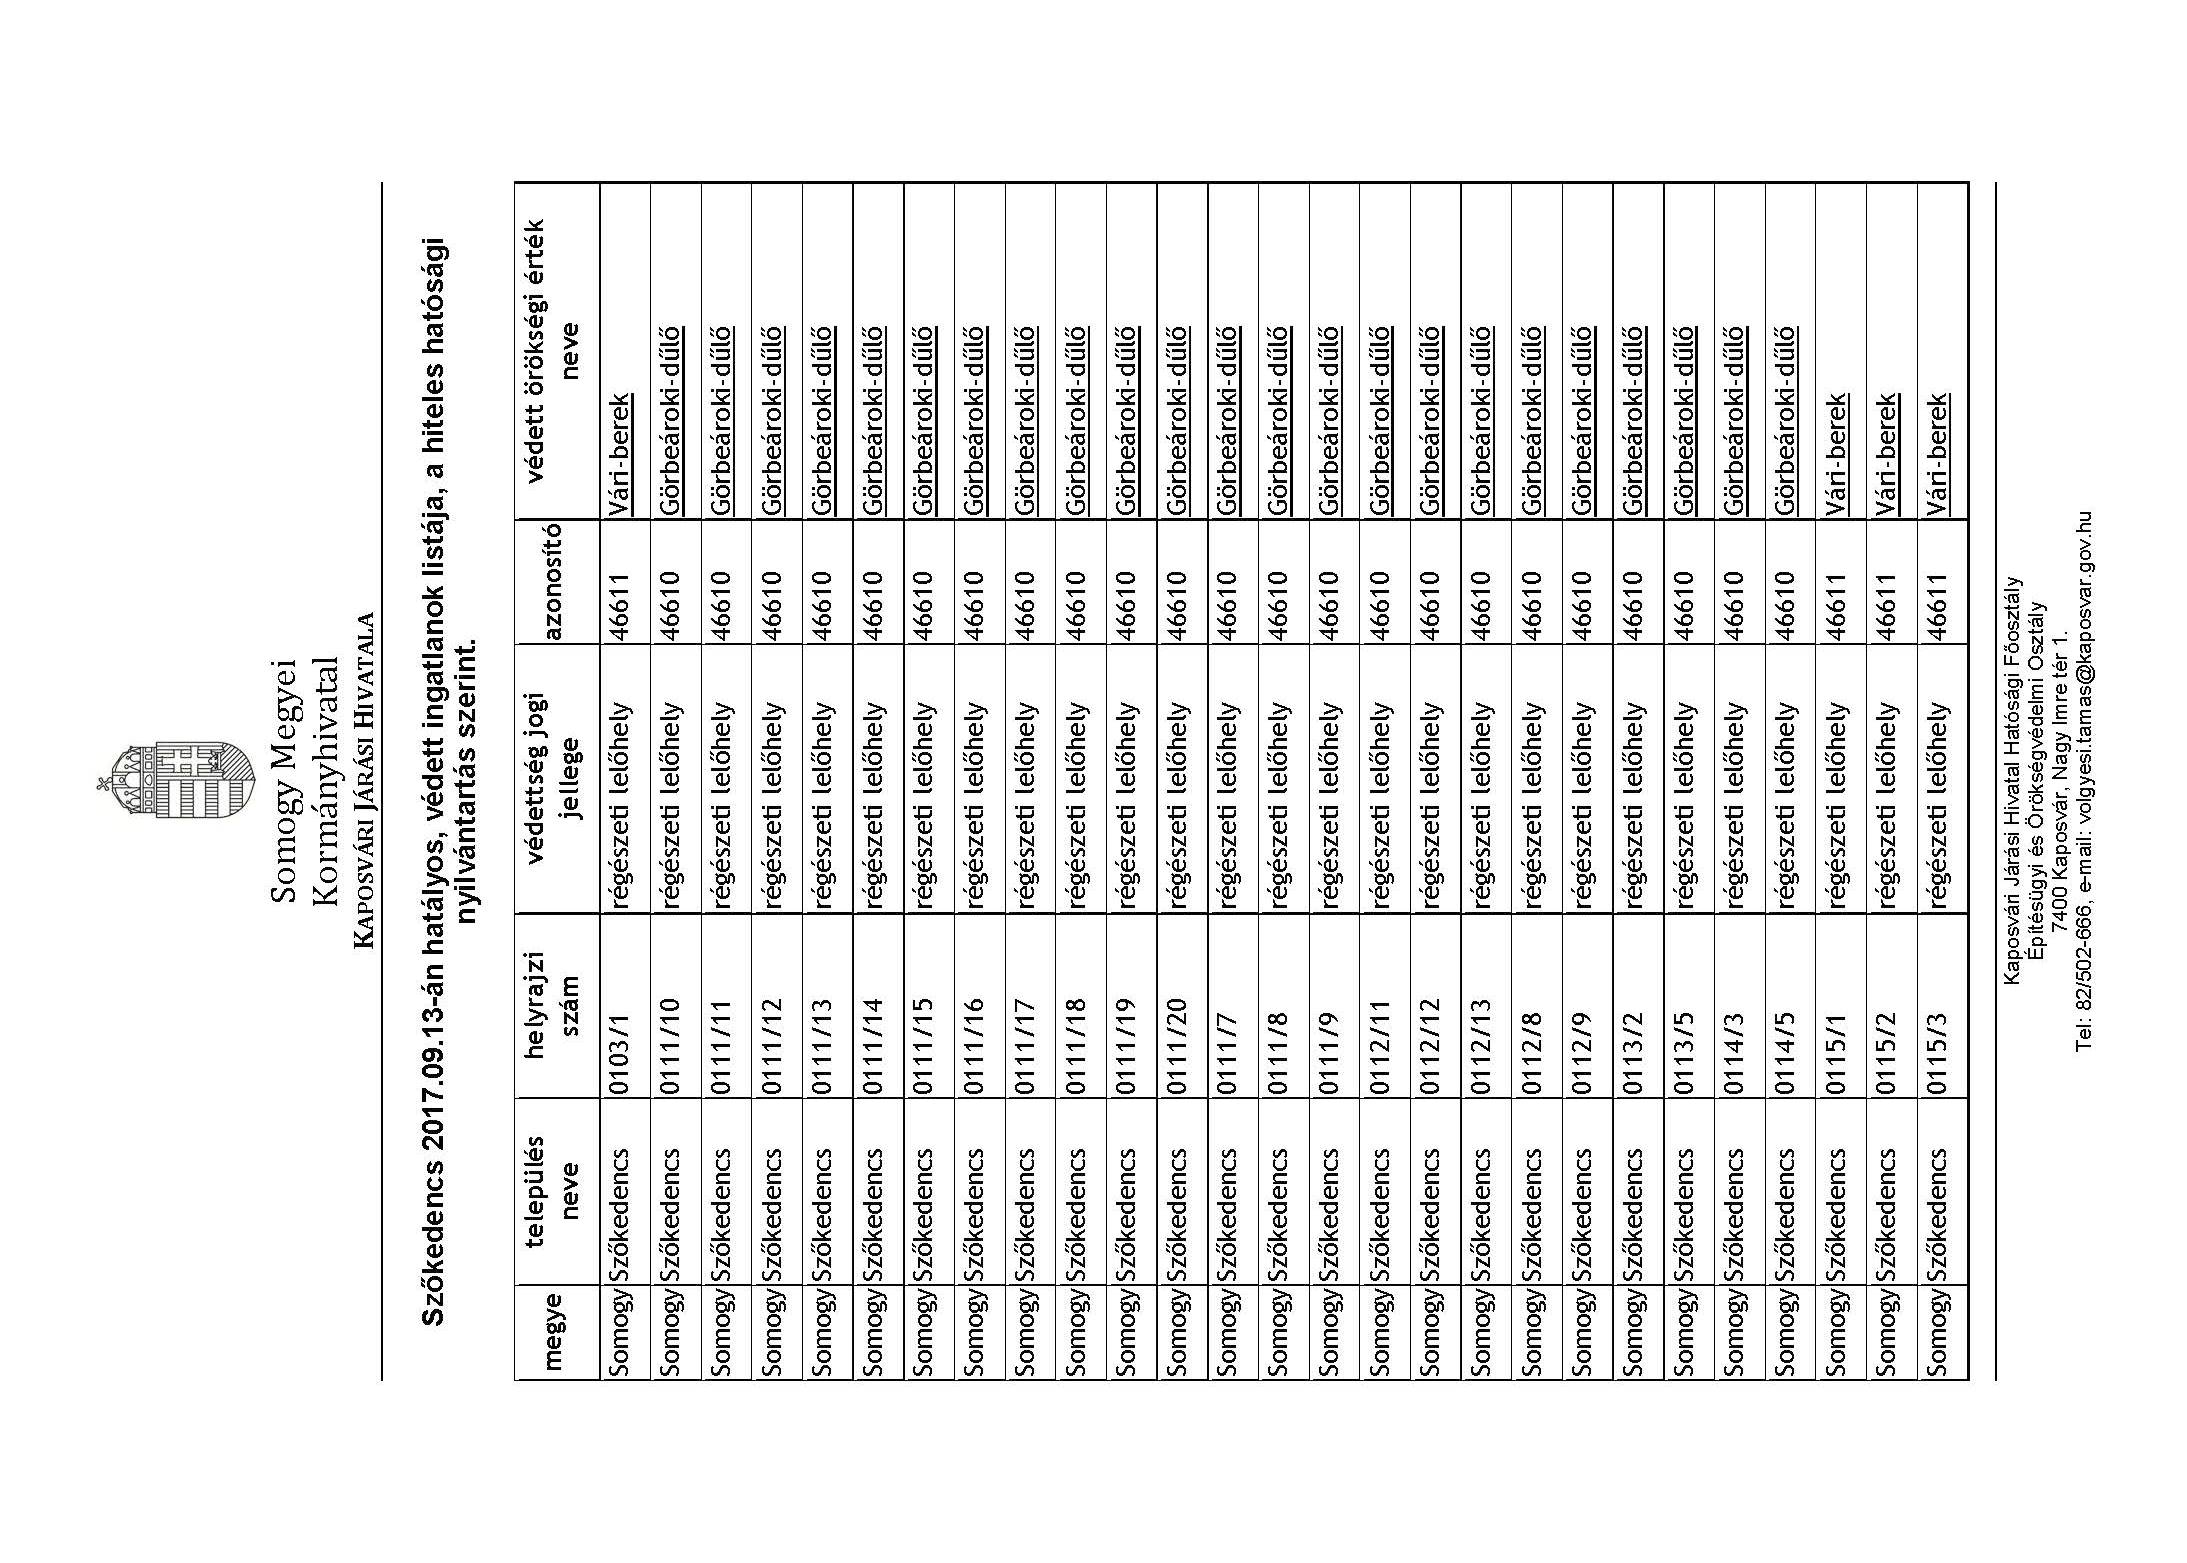 Somogy Megyei
Kormányhivatal
KAPOSVÁRI JÁRÁSI HIVATALA
Szőkedencs 2017.09.13-án hatályos, védett ingatlanok listája, a hiteles hatósági
nyilvántartás szerint.
megye település neve helyrajzi szám védettség jogi jellege azonosító védett örökségi érték neve
Somogy Szőkedencs 0103/1 régészeti lelőhely 46611 Vári-berek
Somogy Szőkedencs 0111/10 régészeti lelőhely 46610 Görbeároki-dűlő
Somogy Szőkedencs 0111/11 régészeti lelőhely 46610 Görbeároki-dűlő
Somogy Szőkedencs 0111/12 régészeti lelőhely 46610 Görbeároki-dűlő
Somogy Szőkedencs 0111/13 régészeti lelőhely 46610 Görbeároki-dűlő
Somogy Szőkedencs 0111/14 régészeti lelőhely 46610 Görbeároki-dűlő
Somogy Szőkedencs 0111/15 régészeti lelőhely 46610 Görbeároki-dűlő
Somogy Szőkedencs 0111/16 régészeti lelőhely 46610 Görbeároki-dűlő
Somogy Szőkedencs 0111/17 régészeti lelőhely 46610 Görbeároki-dűlő
Somogy Szőkedencs 0111/18 régészeti lelőhely 46610 Görbeároki-dűlő
Somogy Szőkedencs 0111/19 régészeti lelőhely 46610 Görbeároki-dűlő
Somogy Szőkedencs 0111/20 régészeti lelőhely 46610 Görbeároki-dűlő
Somogy Szőkedencs 0111/7 régészeti lelőhely 46610 Görbeároki-dűlő
Somogy Szőkedencs 0111/8 régészeti lelőhely 46610 Görbeároki-dűlő
Somogy Szőkedencs 0111/9 régészeti lelőhely 46610 Görbeároki-dűlő
Somogy Szőkedencs 0112/11 régészeti lelőhely 46610 Görbeároki-dűlő
Somogy Szőkedencs 0112/12 régészeti lelőhely 46610 Görbeároki-dűlő
Somogy Szőkedencs 0112/13 régészeti lelőhely 46610 Görbeároki-dűlő
Somogy Szőkedencs 0112/8 régészeti lelőhely 46610 Görbeároki-dűlő
Somogy Szőkedencs 0112/9 régészeti lelőhely 46610 Görbeároki-dűlő
Somogy Szőkedencs 0113/2 régészeti lelőhely 46610 Görbeároki-dűlő
Somogy Szőkedencs 0113/5 régészeti lelőhely 46610 Görbeároki-dűlő
Somogy Szőkedencs 0114/3 régészeti lelőhely 46610 Görbeároki-dűlő
Somogy Szőkedencs 0114/5 régészeti lelőhely 46610 Görbeároki-dűlő
Somogy Szőkedencs 0115/1 régészeti lelőhely 46611 Vári-berek
Somogy Szőkedencs 0115/2 régészeti lelőhely 46611 Vári-berek
Somogy Szőkedencs 0115/3 régészeti lelőhely 46611 Vári-berek
Kaposvári Járási Hivatal Hatósági Főosztály
Építésügyi és Örökségvédelmi Osztály
7400 Kaposvár, Nagy Imre tér 1.
Tel: 82/502-666, e-mail: volgyesi.tamas@kaposvar.gov.hu